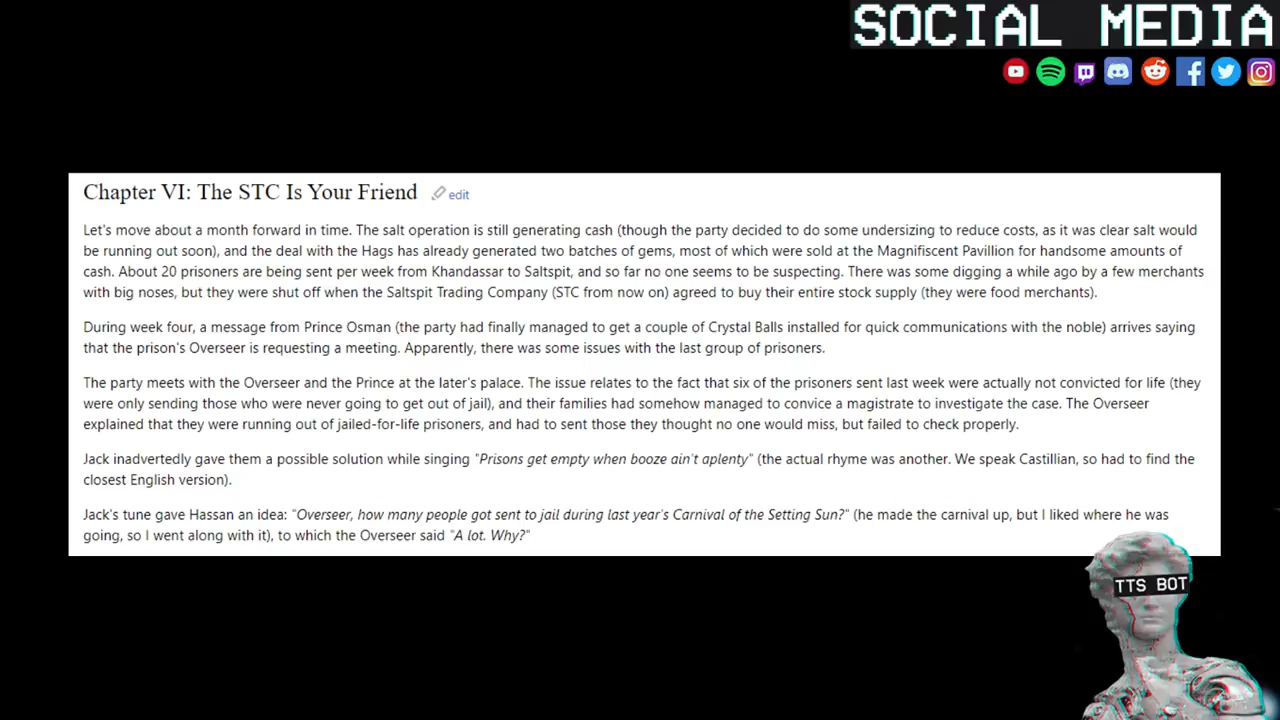 SOCIAL MEDIA
Chapter VI: The STC Is Your Friend edit
Let's move about a month forward in time. The salt operation is still generating cash (though the party decided to do some undersizing to reduce costs, as it was clear salt would
be running out soon), and the deal with the Hags has already generated two batches of gems, most of which were sold at the Magnifiscent Pavillion for handsome amounts of
cash. About 20 prisoners are being sent per week from Khandassar to Saltspit, and so far no one seems to be suspecting. There was some digging a while ago by a few merchants
with big noses, but they were shut off when the Saltspit Trading Company (STC from now on) agreed to buy their entire stock supply (they were food merchants).
During week four, a message from Prince Osman (the party had finally managed to get a couple of Crystal Balls installed for quick communications with the noble) arrives saying
that the prison's Overseer is requesting a meeting. Apparently, there was some issues with the last group of prisoners.
The party meets with the Overseer and the Prince at the later's palace. The issue relates to the fact that six of the prisoners sent last week were actually not convicted for life (they
were only sending those who were never going to get out of jail), and their families had somehow managed to convice a magistrate to investigate the case. The Overseer
explained that they were running out of jailed-for-life prisoners, and had to sent those they thought no one would miss, but failed to check properly.
Jack inadvertedly gave them a possible solution while singing "Prisons get empty when booze ain't aplenty" (the actual rhyme was another. We speak Castillian, so had to find the
closest English version).
Jack's tune gave Hassan an idea: "Overseer, how many people got sent to jail during last year's Carnival of the Setting Sun?" (he made the carnival up, but I liked where he was
going, so I went along with it), to which the Overseer said "A lot. Why?"
TTS BOT